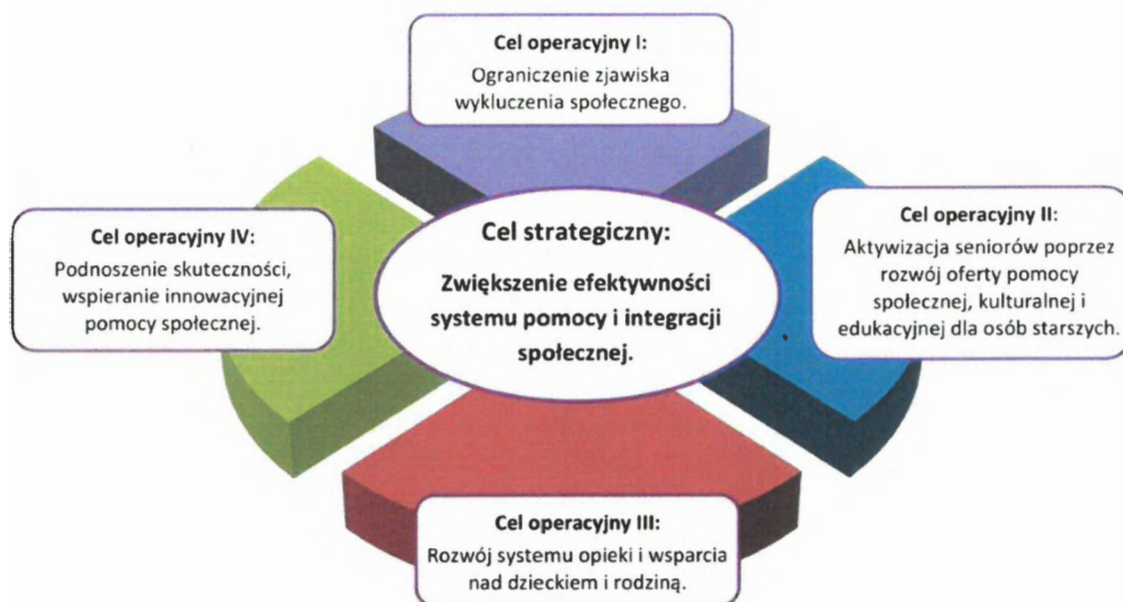 Cel operacyjny I:
Ograniczenie zjawiska
wykluczenia społecznego.
Cel operacyjny IV:
Podnoszenie skuteczności,
wspieranie innowacyjnej
pomocy społecznej.
Cel strategiczny:
Zwiększenie efektywności
systemu pomocy i integracji
społecznej.
Cel operacyjny II:
Aktywizacja seniorów poprzez
rozwój oferty pomocy
społecznej, kulturalnej i
edukacyjnej dla osób starszych.
Cel operacyjny III:
Rozwój systemu opieki i wsparcia
nad dzieckiem i rodziną.